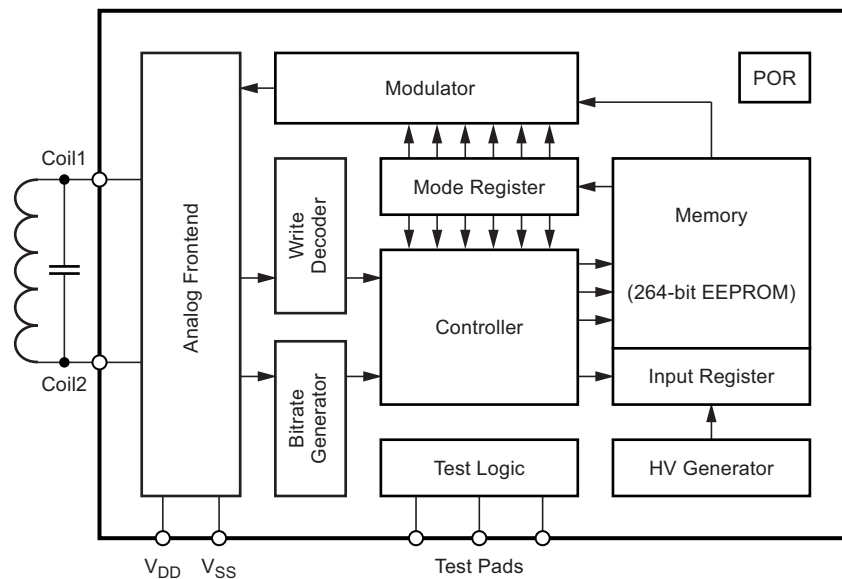 POR
Modulator
Coil1
Analog Frontend
Write
Decoder
Mode Register
Memory
(264-bit EEPROM)
Controller
Coil2
Bitrate
Generator
Input Register
Test Logic
HV Generator
VDD
VSS
Test Pads